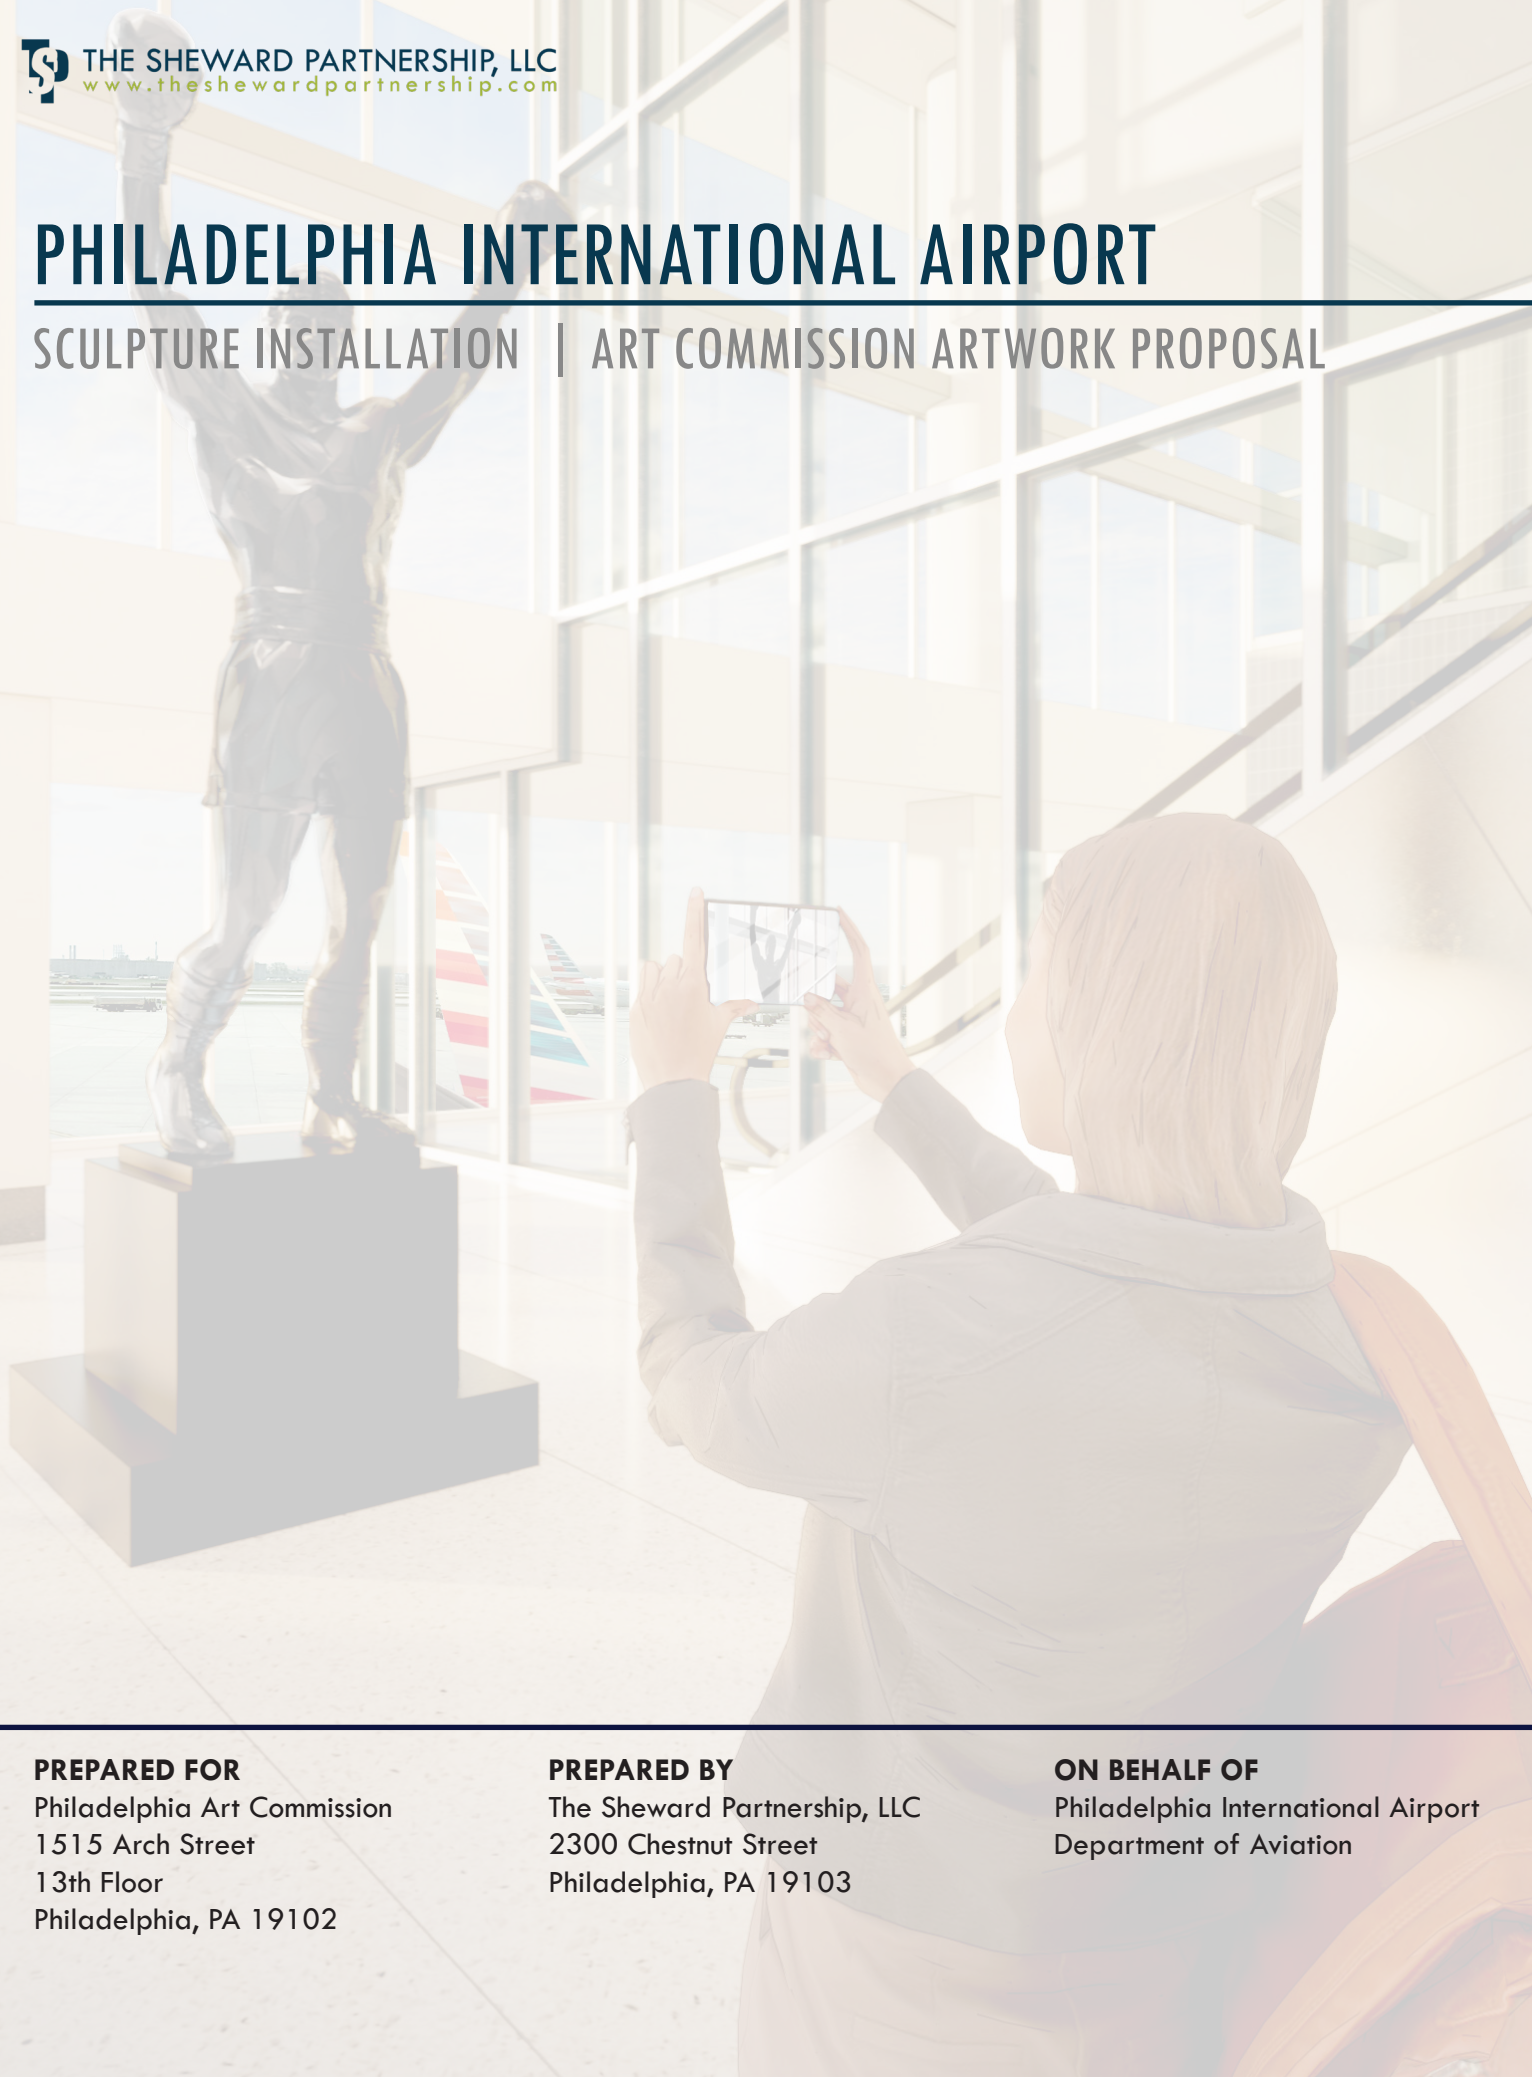 THE SHEWARD PARTNERSHIP, LLC
www.theshewardpartnership.com
PHILADELPHIA INTERNATIONAL AIRPORT
SCULPTURE INSTALLATION | ART COMMISSION ARTWORK PROPOSAL
PREPARED FOR
Philadelphia Art Commission
1515 Arch Street
13th Floor
Philadelphia, PA 19102
PREPARED BY
The Sheward Partnership, LLC
2300 Chestnut Street
Philadelphia, PA 19103
ON BEHALF OF
Philadelphia International Airport
Department of Aviation